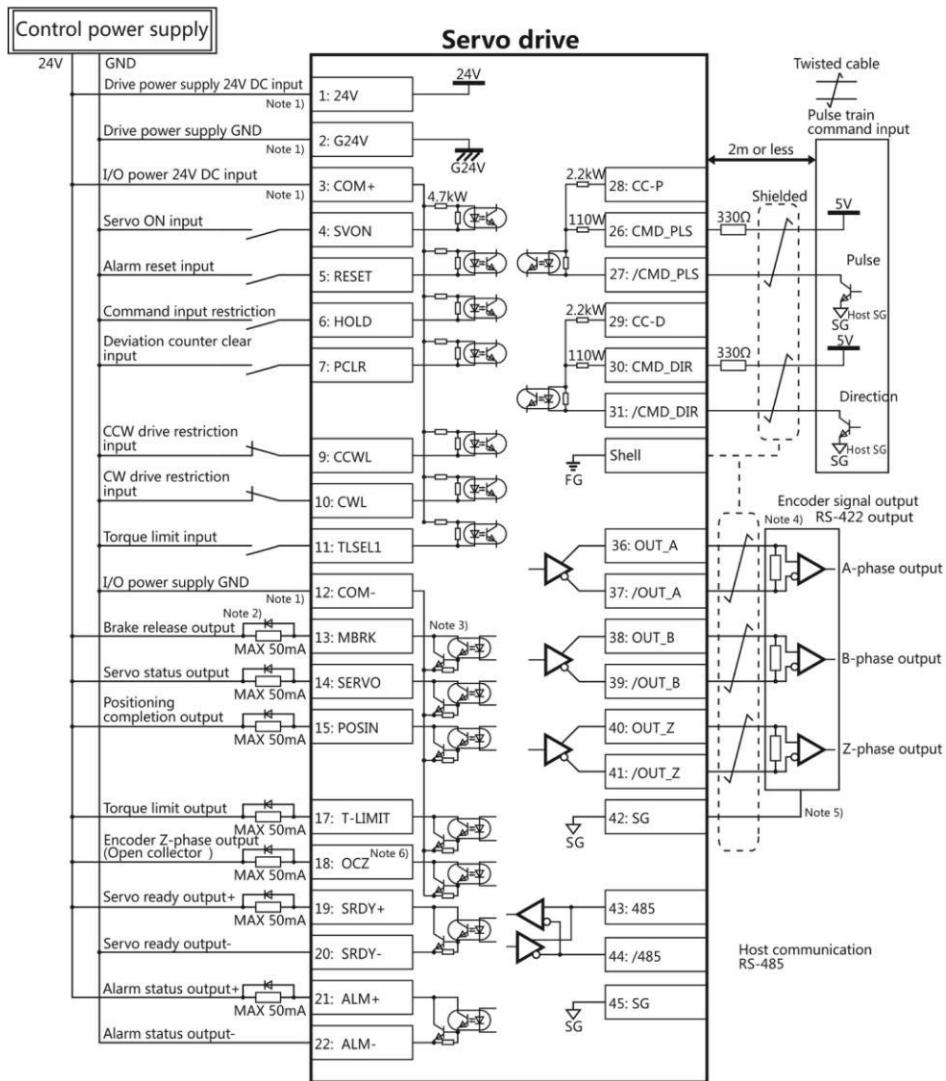 Control power supply
24V
GND
Servo drive
Drive power supply 24V DC input
Note 1)
1: 24V
24V
Drive power supply GND
Note 1)
2: G24V
G24V
I/O power 24V DC input
Note 1)
3: COM+
4.7kW
Servo ON input
4: SVON
Alarm reset input
5: RESET
Command input restriction
6: HOLD
Deviation counter clear
input
7: PCLR
CCW drive restriction
input
9: CCWL
CW drive restriction
input
10: CWL
Torque limit input
11: TLSEL1
I/O power supply GND
Note 1)
12: COM-
Note 2)
Brake release output
MAX 50mA
13: MBRK
Note 3)
Servo status output
MAX 50mA
14: SERVO
Positioning
completion output
MAX 50mA
15: POSIN
Torque limit output
MAX 50mA
17: T-LIMIT
Encoder Z-phase output
(Open collector )
MAX 50mA
18: OCZ
Note 6)
Servo ready output+
MAX 50mA
19: SRDY+
Servo ready output-
20: SRDY-
Alarm status output+
MAX 50mA
21: ALM+
Alarm status output-
22: ALM-
Twisted cable
Pulse train
command input
2m or less
2.2kW
28: CC-P
Shielded
110W
26: CMD_PLS
330Ω
5V
27: /CMD_PLS
Pulse
SG
Host SG
2.2kW
29: CC-D
5V
110W
30: CMD_DIR
330Ω
31: /CMD_DIR
Direction
SG
Host SG
Shell
FG
Encoder signal output
RS-422 output
Note 4)
36: OUT_A
37: /OUT_A
A-phase output
38: OUT_B
39: /OUT_B
B-phase output
40: OUT_Z
41: /OUT_Z
Z-phase output
42: SG
SG
Note 5)
43: 485
44: /485
Host communication
RS-485
45: SG
SG